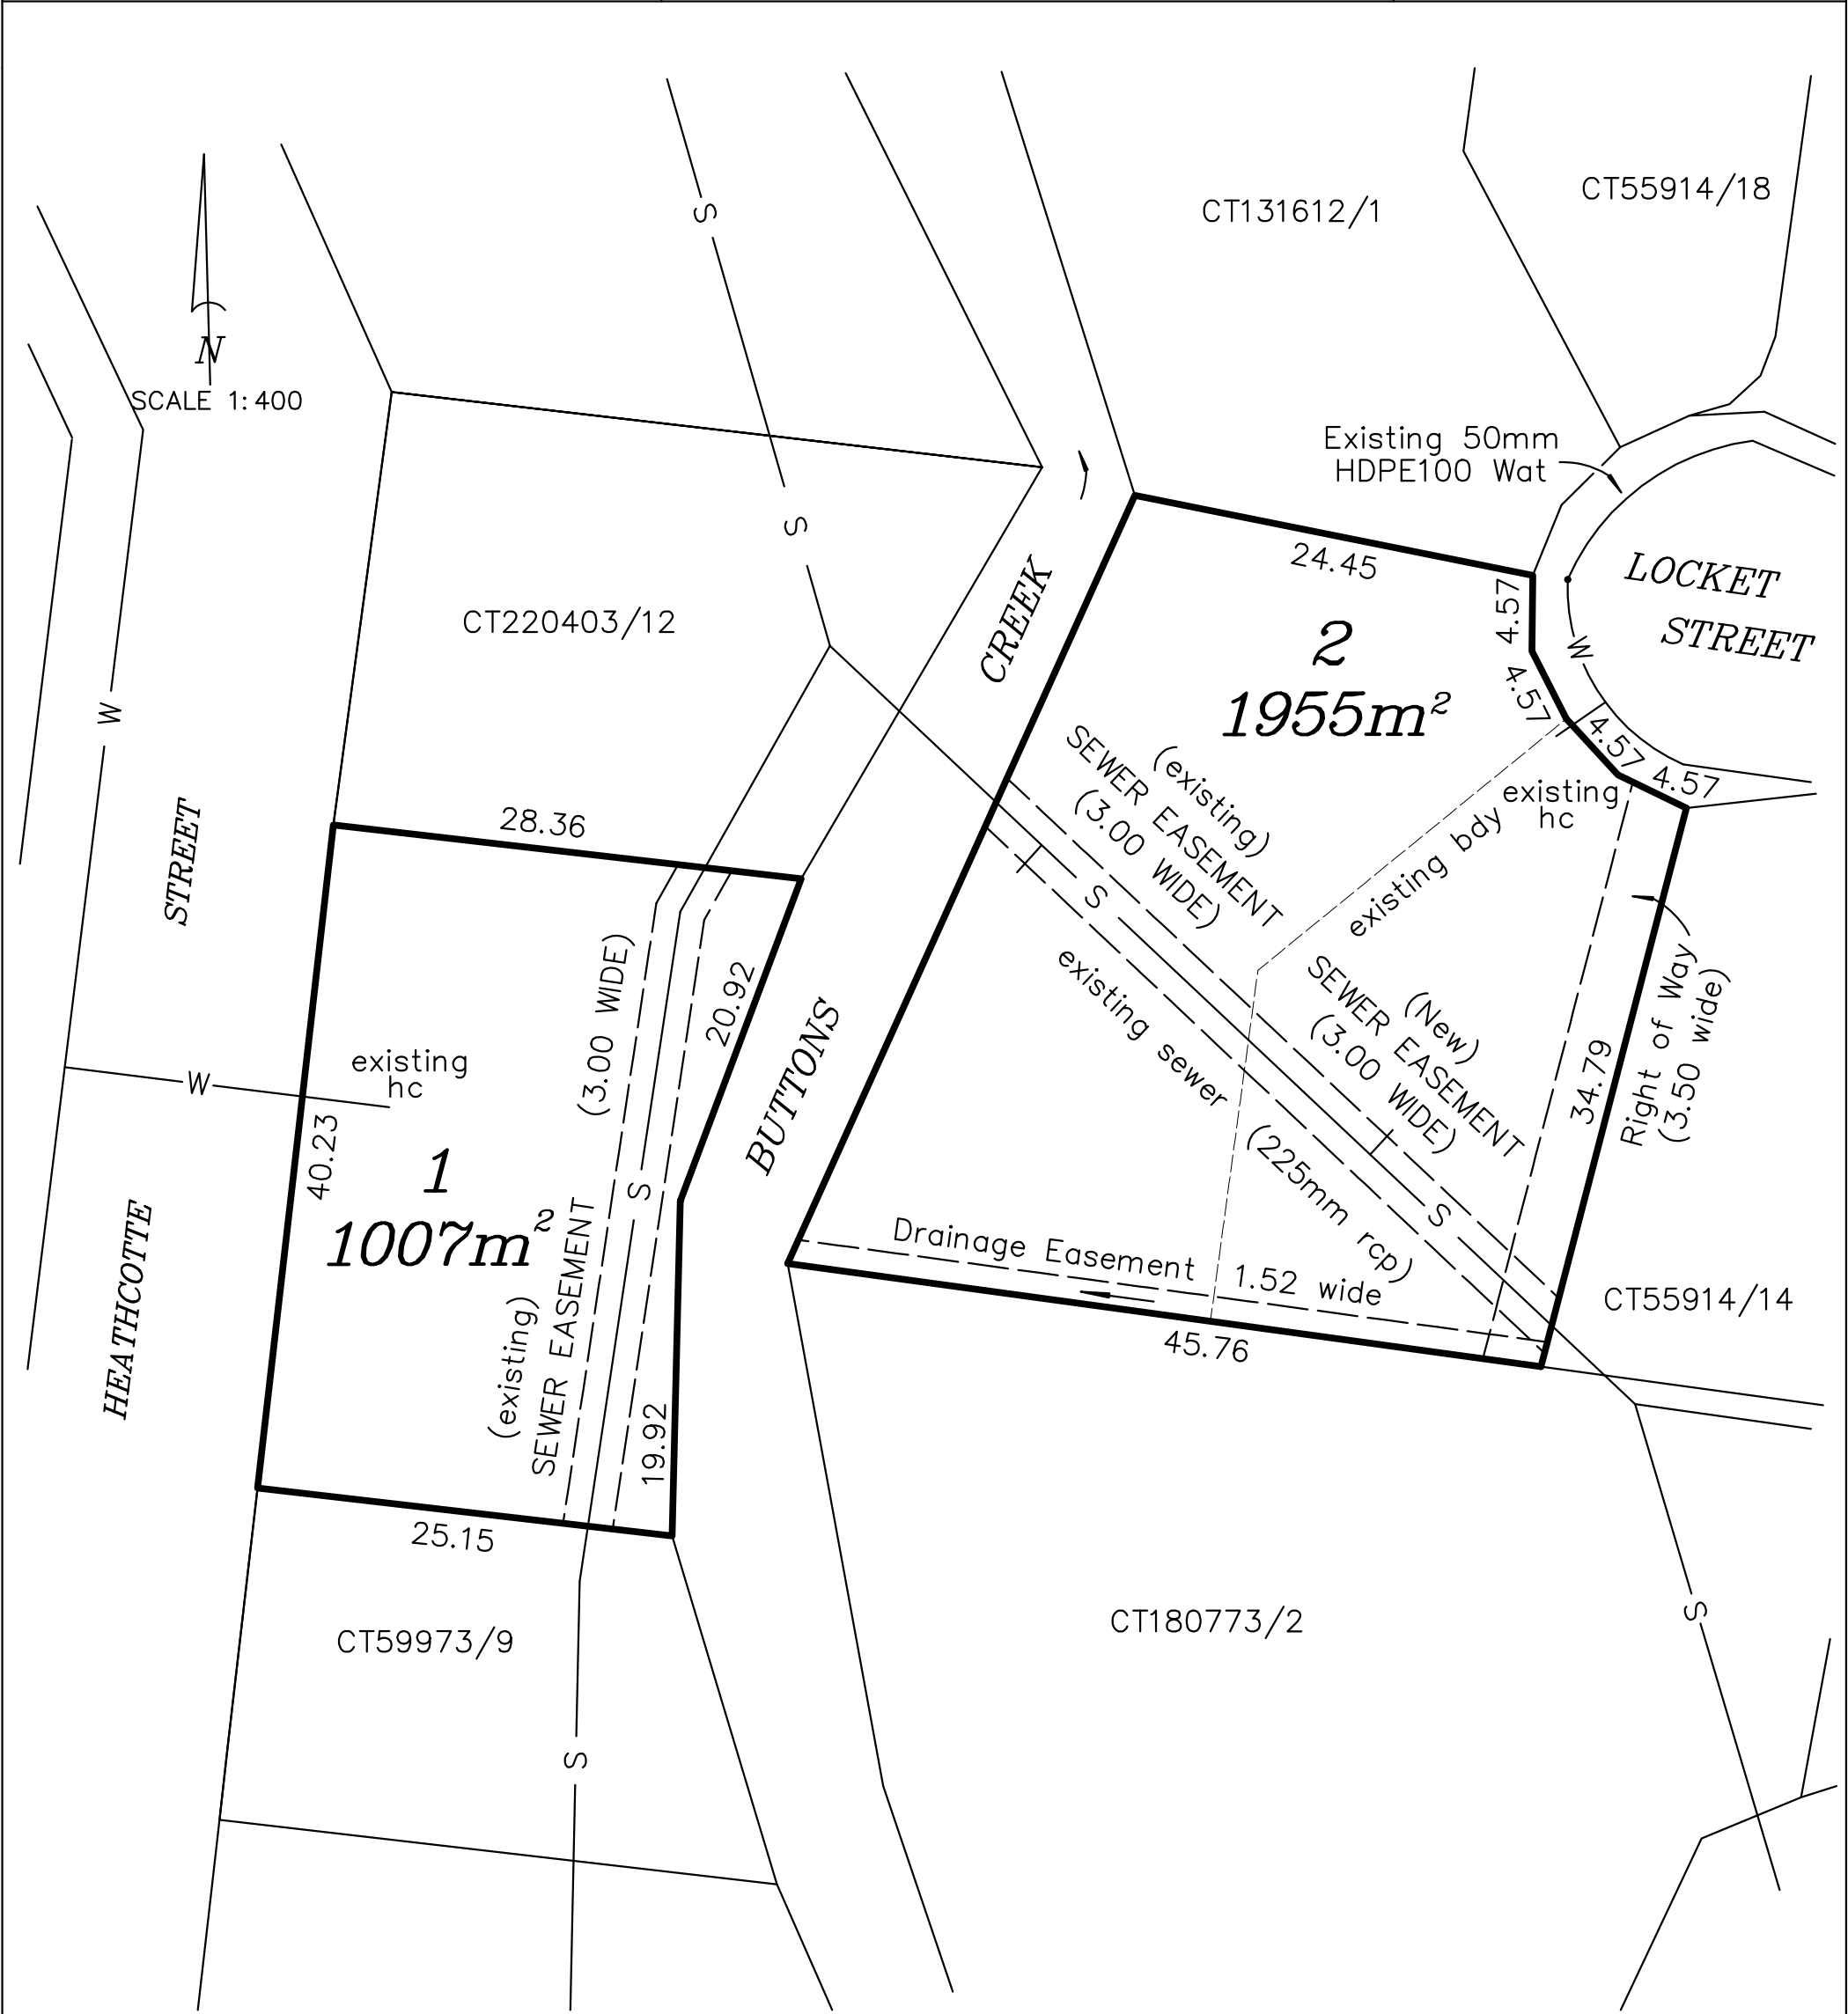 CT131612/1
CT55914/18
N
SCALE 1:400
S
S
Existing 50mm
HDPE100 Wat
CREEK
24.45
LOCKET
STREET
CT220403/12
4.57
4.57
4.57
4.57
W
2
1955m²
W
(existing)
SEWER EASEMENT
(3.00 WIDE)
existing
hc
28.36
STREET
existing bdy
S
(3.00 WIDE)
20.92
existing sewer
(New)
SEWER EASEMENT
(3.00 WIDE)
Right of Way
(3.50 wide)
BUTTONS
34.79
existing
hc
W
40.23
1
1007m²
S
(225mm rcp)
S
HEATHCOTTE
(existing)
SEWER EASEMENT
Drainage Easement 1.52 wide
45.76
CT55914/14
19.92
25.15
CT59973/9
CT180773/2
S
S